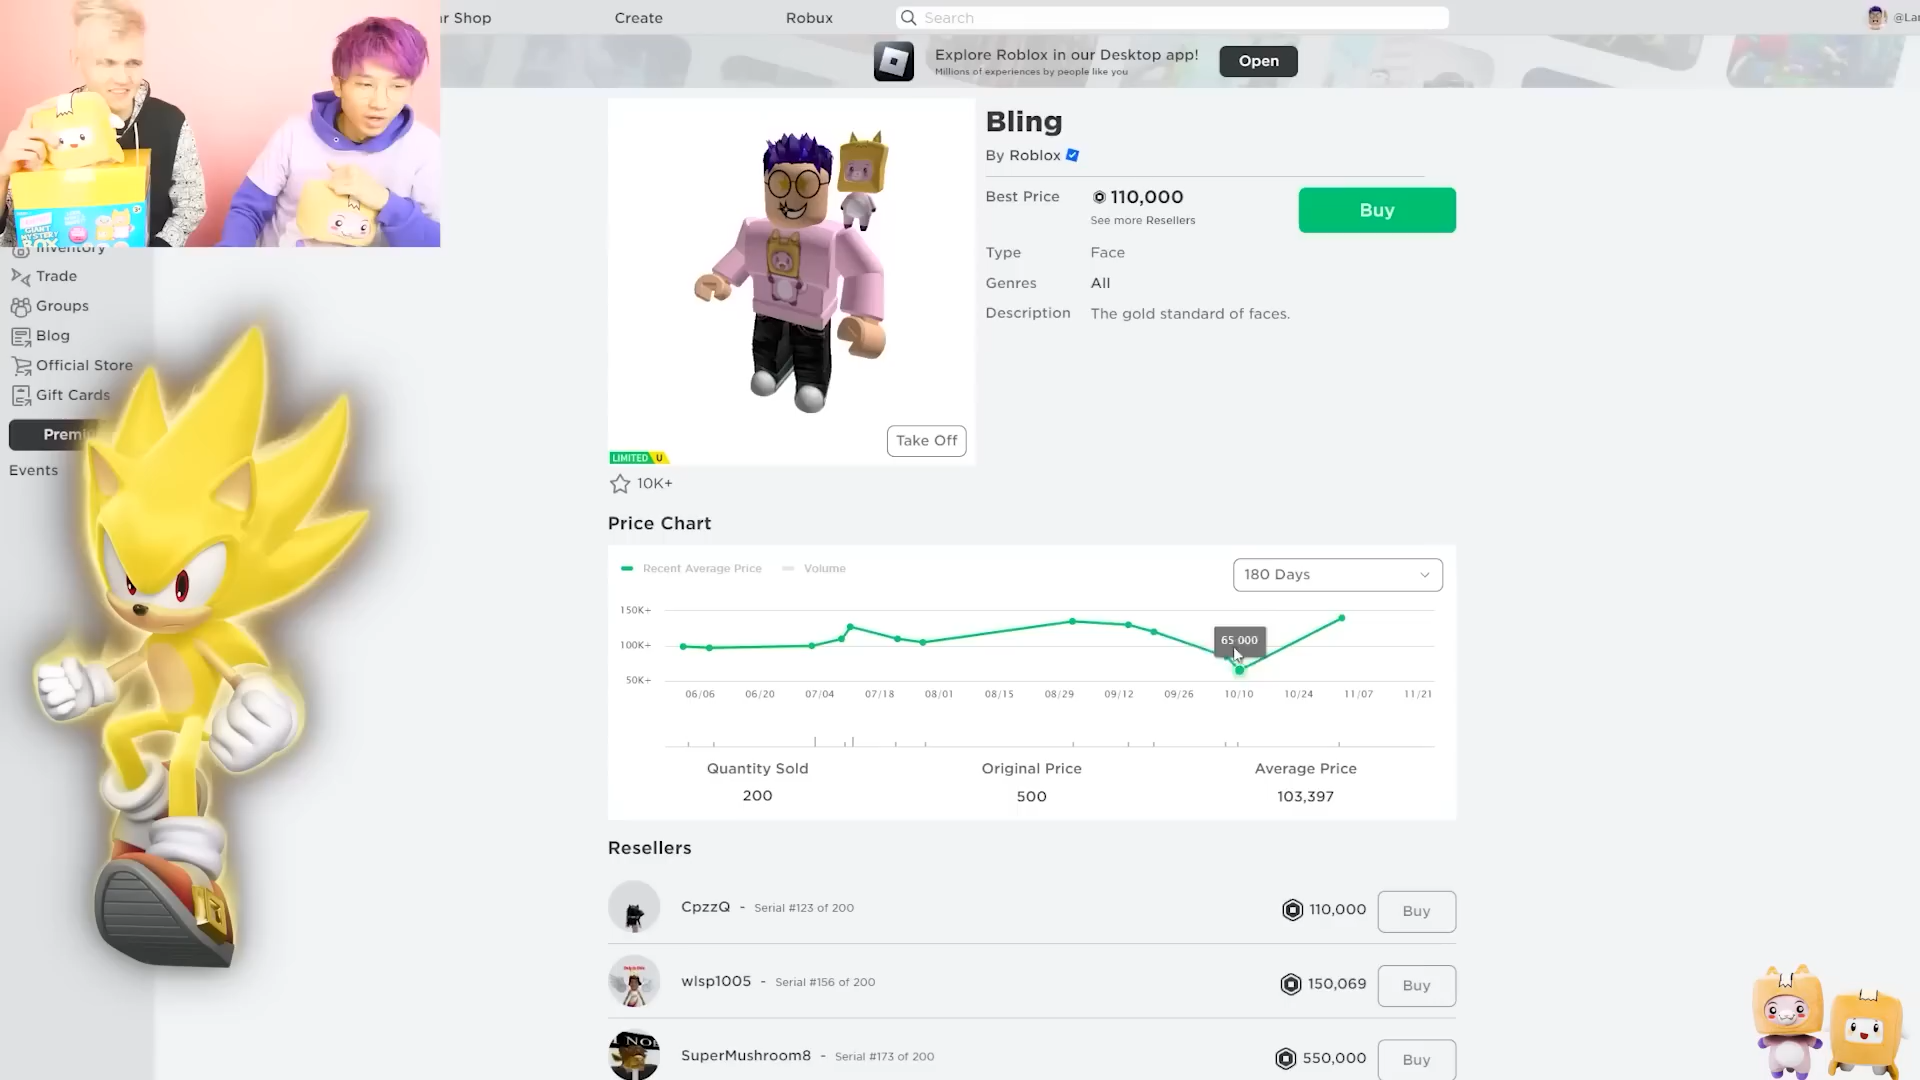 r Shop
Create
Robux
Search
@Lar
Explore Roblox in our Desktop app!
Millions of experiences by people like you
Open
GIANT
MYSTERY
BOX
Inventory
Trade
Groups
Blog
Official Store
Gift Cards
Premi
Events
Bling
By Roblox
Best Price
110,000
See more Resellers
Buy
Type
Face
Genres
All
Description
The gold standard of faces.
Take Off
LIMITED U
10K+
Price Chart
Recent Average Price
Volume
180 Days
150K+
100K+
50K+
65 000
06/06 06/20 07/04 07/18 08/01 08/15 08/29 09/12 09/26 10/10 10/24 11/07 11/21
Quantity Sold
200
Original Price
500
Average Price
103,397
Resellers
CpzzQ - Serial #123 of 200
110,000
Buy
wlsp1005 - Serial #156 of 200
150,069
Buy
SuperMushroom8 - Serial #173 of 200
550,000
Buy